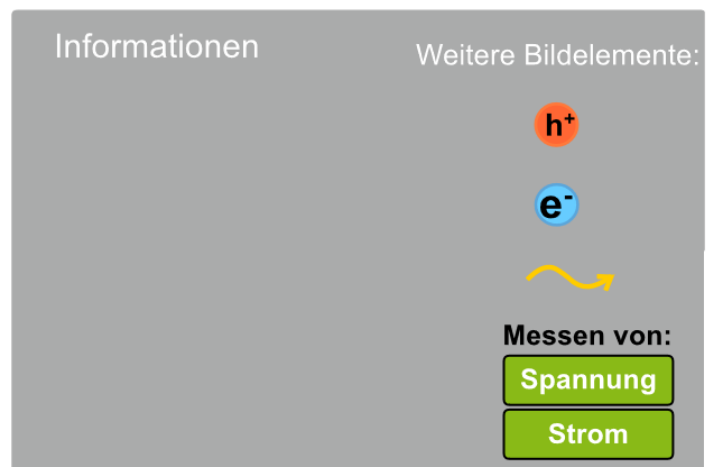 Informationen
Weitere Bildelemente:
h⁺
e⁻
Messen von:
Spannung
Strom